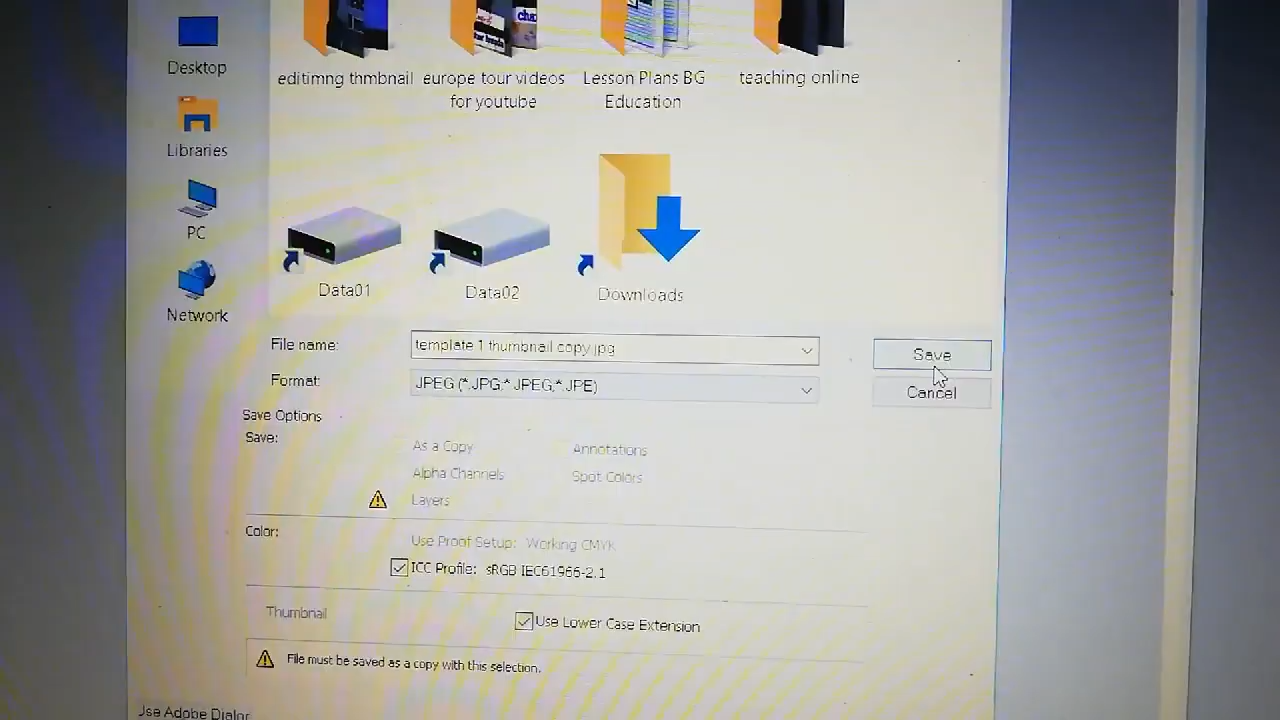 Desktop
editimng thmbnail
europe tour videos
for youtube
Lesson Plans BG
Education
teaching online
Libraries
PC
Network
Data01
Data02
Downloads
File name:
template 1 thumbnail copy.jpg
Save
Format:
JPEG (*.JPG;*.JPEG;*.JPE)
Cancel
Save Options
Save:
As a Copy
Annotations
Alpha Channels
Spot Colors
Layers
Color:
Use Proof Setup: Working CMYK
ICC Profile: sRGB IEC61966-2.1
Thumbnail
Use Lower Case Extension
File must be saved as a copy with this selection.
Use Adobe Dialog